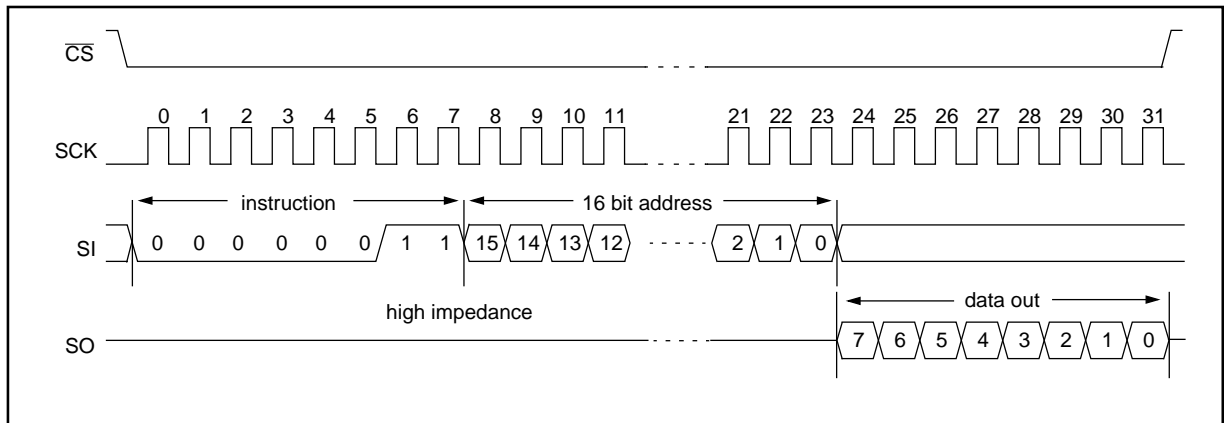 CS
0 1 2 3 4 5 6 7 8 9 10 11 21 22 23 24 25 26 27 28 29 30 31
SCK
instruction 16 bit address
SI 0 0 0 0 0 0 1 1 15 14 13 12 2 1 0
high impedance data out
SO 7 6 5 4 3 2 1 0